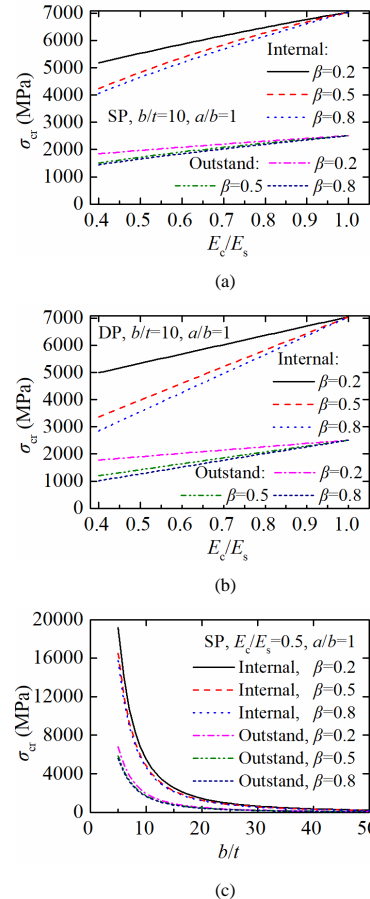 7000
6000
5000
4000
3000
2000
1000
0
σcr (MPa)
Internal:
β=0.2
β=0.5
β=0.8
SP, b/t=10, a/b=1
Outstand: β=0.2
β=0.5 β=0.8
0.4 0.5 0.6 0.7 0.8 0.9 1.0
Ec/Es
(a)
7000
6000
5000
4000
3000
2000
1000
0
σcr (MPa)
DP, b/t=10, a/b=1
Internal:
β=0.2
β=0.5
β=0.8
Outstand: β=0.2
β=0.5 β=0.8
0.4 0.5 0.6 0.7 0.8 0.9 1.0
Ec/Es
(b)
20000
16000
12000
8000
4000
0
σcr (MPa)
SP, Ec/Es=0.5, a/b=1
Internal, β=0.2
Internal, β=0.5
Internal, β=0.8
Outstand, β=0.2
Outstand, β=0.5
Outstand, β=0.8
0 10 20 30 40 50
b/t
(c)